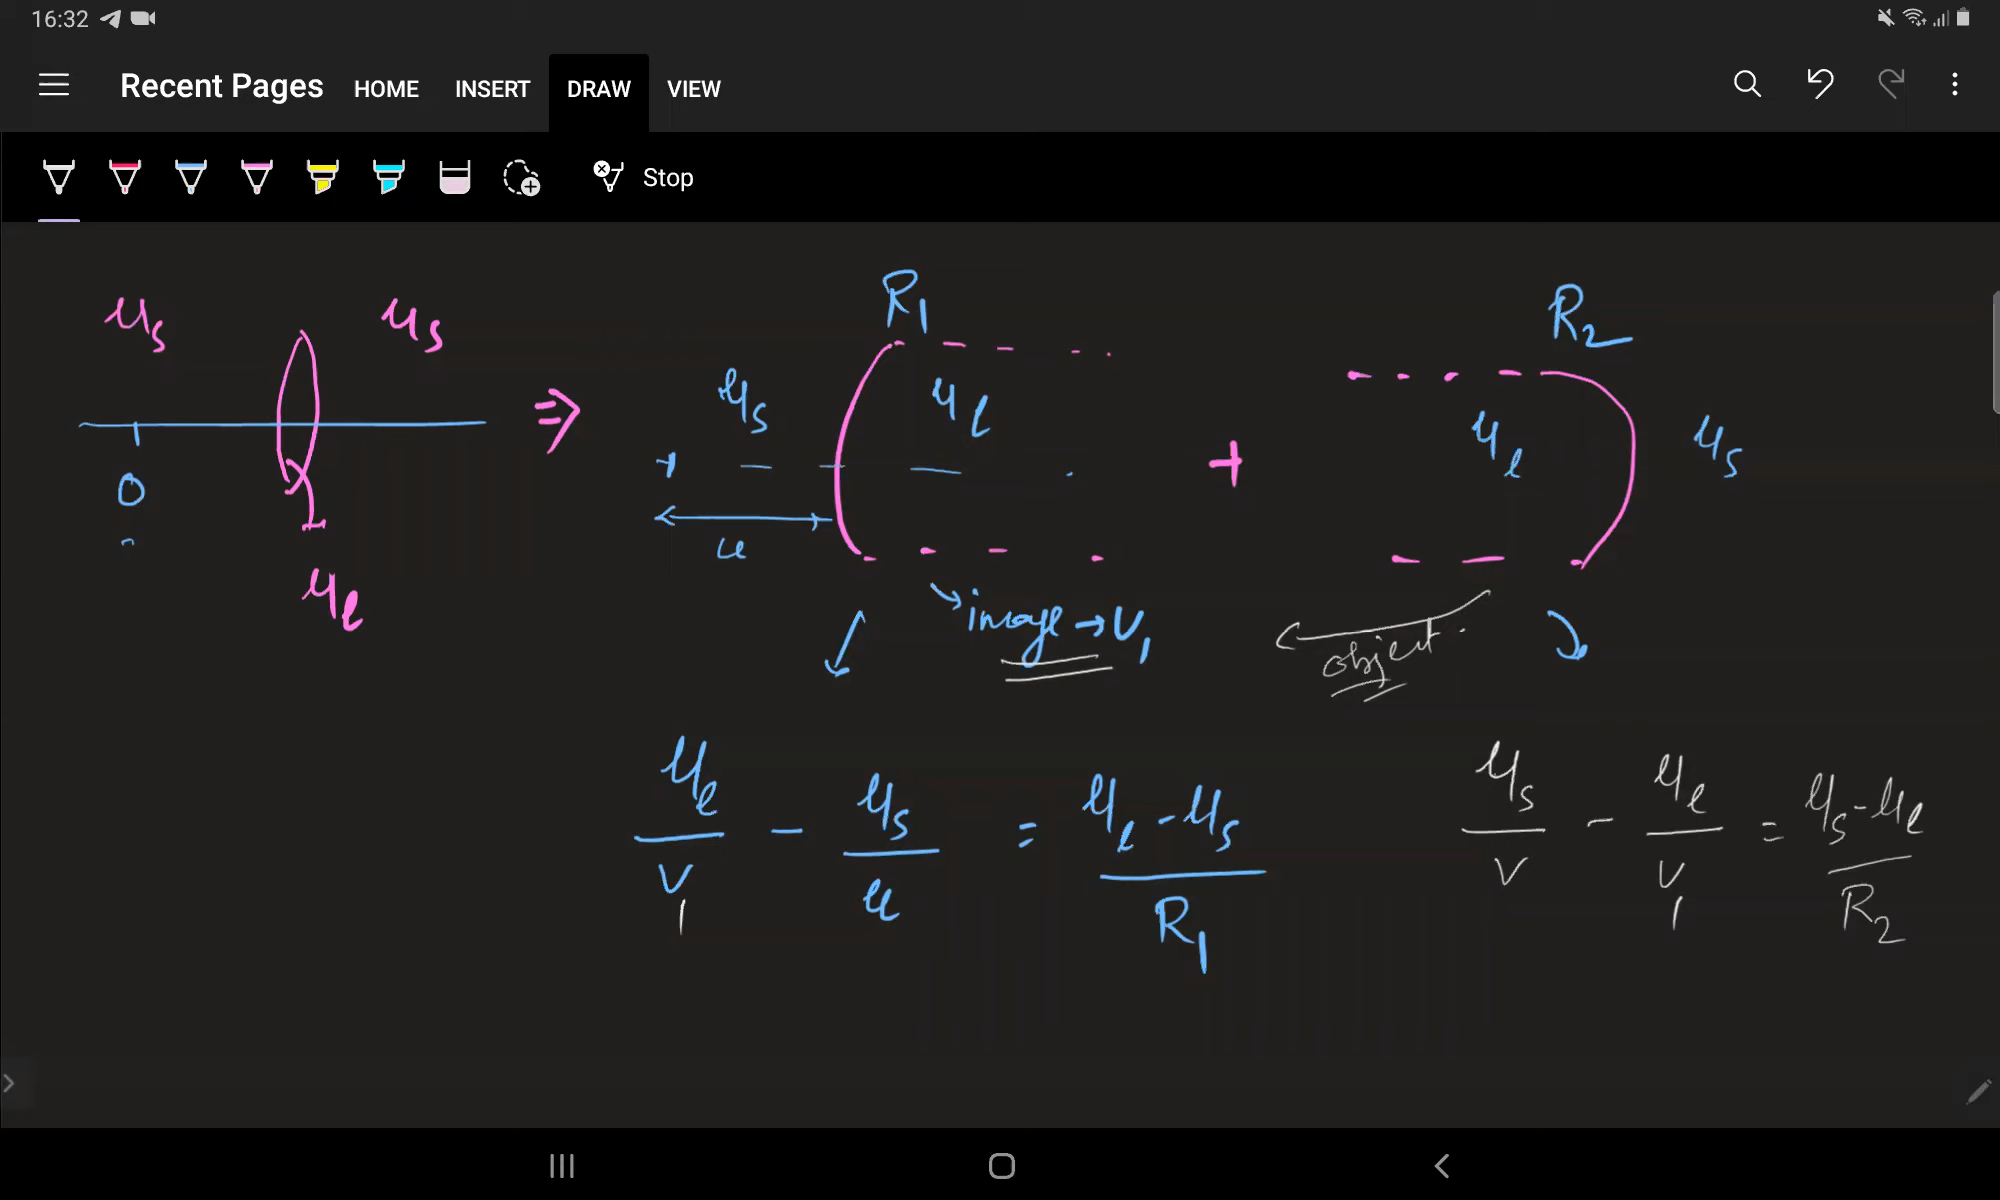 16:32
Recent Pages HOME INSERT DRAW VIEW
Stop
R₁
R₂
μₛ μₛ
μₛ μₗ
μₗ μₛ
⇒ +
O
u
μₗ
image → V₁
object
μₗ/V₁ - μₛ/u = μₗ-μₛ/R₁
μₛ/V - μₗ/V₁ = μₛ-μₗ/R₂